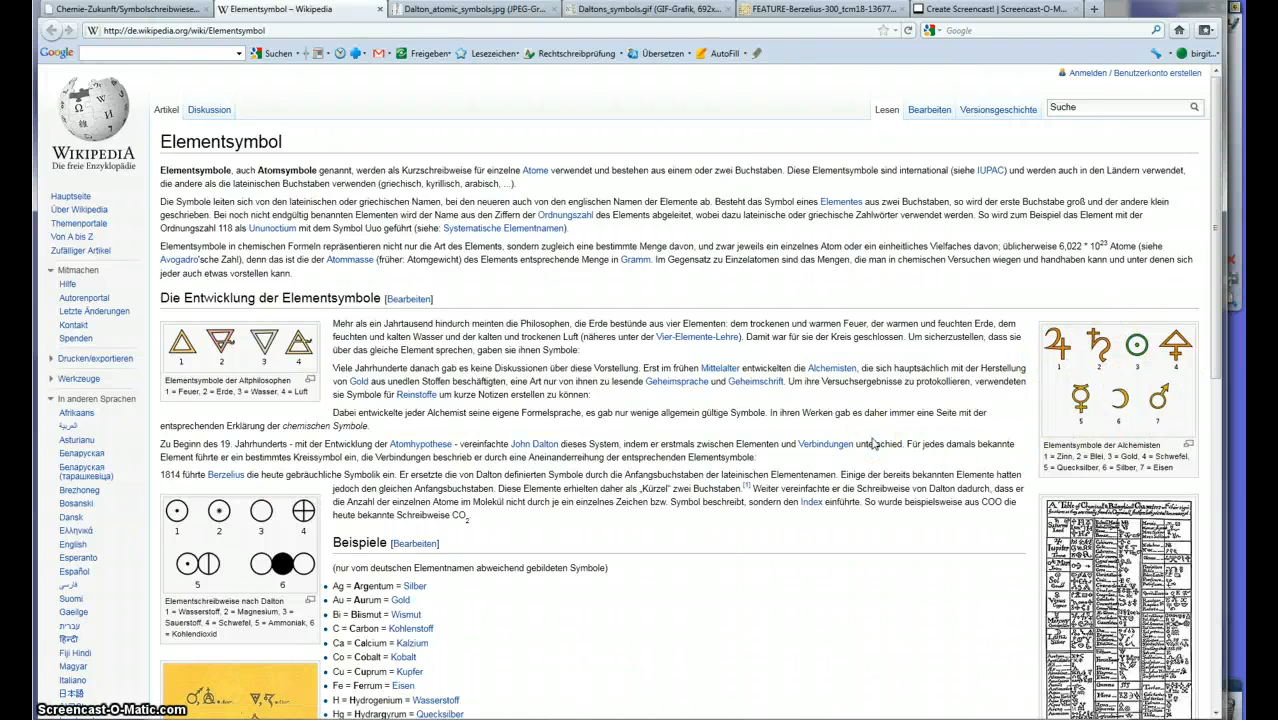 Chemie-Zukunft/Symbolschreibwiese...
Elementsymbol – Wikipedia
Dalton_atomic_symbols.jpg (JPEG-Gr...
Daltons_symbols.gif (GIF-Grafik, 692x...
FEATURE-Berzelius-300_tcm18-13677...
Create Screencast! | Screencast-O-M...
http://de.wikipedia.org/wiki/Elementsymbol
Google
Google
Suchen
Freigeben
Lesezeichen
Rechtschreibprüfung
Übersetzen
AutoFill
birgit...
Anmelden / Benutzerkonto erstellen
WIKIPEDIA
Die freie Enzyklopädie
Artikel Diskussion
Lesen Bearbeiten Versionsgeschichte
Suche
Hauptseite
Über Wikipedia
Themenportale
Von A bis Z
Zufälliger Artikel
Mitmachen
Hilfe
Autorenportal
Letzte Änderungen
Kontakt
Spenden
Drucken/exportieren
Werkzeuge
In anderen Sprachen
Afrikaans
العربية
Asturianu
Беларуская
Беларуская
(тарашкевіца)
Brezhoneg
Bosanski
Dansk
Ελληνικά
English
Esperanto
Español
فارسی
Suomi
Gaeilge
עברית
हिन्दी
Fiji Hindi
Magyar
Italiano
日本語
Elementsymbol
Elementsymbole, auch Atomsymbole genannt, werden als Kurzschreibweise für einzelne Atome verwendet und bestehen aus einem oder zwei Buchstaben. Diese Elementsymbole sind international (siehe IUPAC) und werden auch in den Ländern verwendet,
die andere als die lateinischen Buchstaben verwenden (griechisch, kyrillisch, arabisch, ...).
Die Symbole leiten sich von den lateinischen oder griechischen Namen, bei den neueren auch von den englischen Namen der Elemente ab. Besteht das Symbol eines Elementes aus zwei Buchstaben, so wird der erste Buchstabe groß und der andere klein
geschrieben. Bei noch nicht endgültig benannten Elementen wird der Name aus den Ziffern der Ordnungszahl des Elements abgeleitet, wobei dazu lateinische oder griechische Zahlwörter verwendet werden. So wird zum Beispiel das Element mit der
Ordnungszahl 118 als Ununoctium mit dem Symbol Uuo geführt (siehe: Systematische Elementnamen).
Elementsymbole in chemischen Formeln repräsentieren nicht nur die Art des Elements, sondern zugleich eine bestimmte Menge davon, und zwar jeweils ein einzelnes Atom oder ein einheitliches Vielfaches davon; üblicherweise 6,022 * 10²³ Atome (siehe
Avogadro'sche Zahl), denn das ist die der Atommasse (früher: Atomgewicht) des Elements entsprechende Menge in Gramm. Im Gegensatz zu Einzelatomen sind das Mengen, die man in chemischen Versuchen wiegen und handhaben kann und unter denen sich
jeder auch etwas vorstellen kann.
Die Entwicklung der Elementsymbole [Bearbeiten]
1 2 3 4
Elementsymbole der Altphilosophen
1 = Feuer, 2 = Erde, 3 = Wasser, 4 = Luft
Mehr als ein Jahrtausend hindurch meinten die Philosophen, die Erde bestünde aus vier Elementen: dem trockenen und warmen Feuer, der warmen und feuchten Erde, dem
feuchten und kalten Wasser und der kalten und trockenen Luft (näheres unter der Vier-Elemente-Lehre). Damit war für sie der Kreis geschlossen. Um sicherzustellen, dass sie
über das gleiche Element sprechen, gaben sie ihnen Symbole:
Viele Jahrhunderte danach gab es keine Diskussionen über diese Vorstellung. Erst im frühen Mittelalter entwickelten die Alchemisten, die sich hauptsächlich mit der Herstellung
von Gold aus unedlen Stoffen beschäftigten, eine Art nur von ihnen zu lesende Geheimsprache und Geheimschrift. Um ihre Versuchsergebnisse zu protokollieren, verwendeten
sie Symbole für Reinstoffe um kurze Notizen erstellen zu können:
Dabei entwickelte jeder Alchemist seine eigene Formelsprache, es gab nur wenige allgemein gültige Symbole. In ihren Werken gab es daher immer eine Seite mit der
entsprechenden Erklärung der chemischen Symbole.
Zu Beginn des 19. Jahrhunderts - mit der Entwicklung der Atomhypothese - vereinfachte John Dalton dieses System, indem er erstmals zwischen Elementen und Verbindungen unterschied. Für jedes damals bekannte
Element führte er ein bestimmtes Kreissymbol ein, die Verbindungen beschrieb er durch eine Aneinanderreihung der entsprechenden Elementsymbole:
1814 führte Berzelius die heute gebräuchliche Symbolik ein. Er ersetzte die von Dalton definierten Symbole durch die Anfangsbuchstaben der lateinischen Elementnamen. Einige der bereits bekannten Elemente hatten
jedoch den gleichen Anfangsbuchstaben. Diese Elemente erhielten daher als „Kürzel" zwei Buchstaben.[1] Weiter vereinfachte er die Schreibweise von Dalton dadurch, dass er
die Anzahl der einzelnen Atome im Molekül nicht durch je ein einzelnes Zeichen bzw. Symbol beschreibt, sondern den Index einführte. So wurde beispielsweise aus COO die
heute bekannte Schreibweise CO₂
1 2 3 4
5 6
Elementschreibweise nach Dalton
1 = Wasserstoff, 2 = Magnesium, 3 =
Sauerstoff, 4 = Schwefel, 5 = Ammoniak, 6
= Kohlendioxid
Beispiele [Bearbeiten]
(nur vom deutschen Elementnamen abweichend gebildeten Symbole)
Ag = Argentum = Silber
Au = Aurum = Gold
Bi = Bismut = Wismut
C = Carbon = Kohlenstoff
Ca = Calcium = Kalzium
Co = Cobalt = Kobalt
Cu = Cuprum = Kupfer
Fe = Ferrum = Eisen
H = Hydrogenium = Wasserstoff
Hg = Hydrargyrum = Quecksilber
1 2 3 4
5 6 7
Elementsymbole der Alchemisten
1 = Zinn, 2 = Blei, 3 = Gold, 4 = Schwefel,
5 = Quecksilber, 6 = Silber, 7 = Eisen
Screencast-O-Matic.com